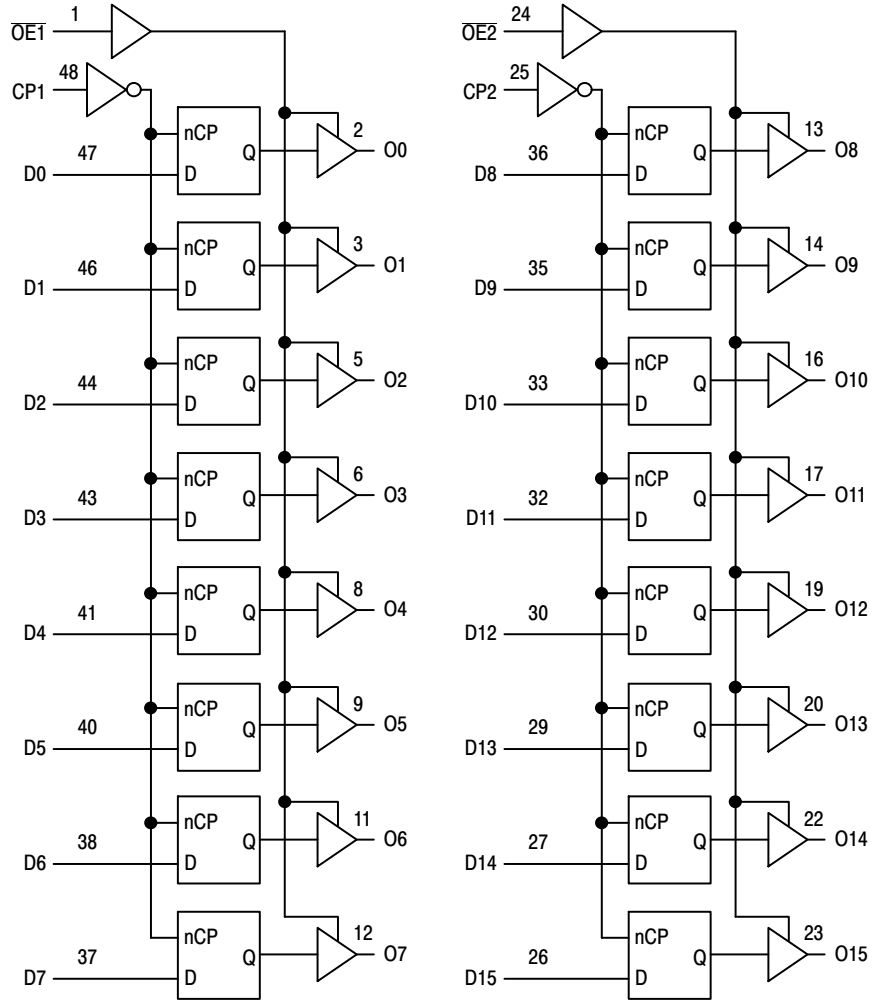 1
O̅E̅1̅
48
CP1
nCP
2
47
Q
O0
D0
D
nCP
3
46
Q
O1
D1
D
nCP
5
44
Q
O2
D2
D
nCP
6
43
Q
O3
D3
D
nCP
8
41
Q
O4
D4
D
nCP
9
40
Q
O5
D5
D
nCP
11
38
Q
O6
D6
D
nCP
12
37
Q
O7
D7
D
24
O̅E̅2̅
25
CP2
nCP
13
36
Q
O8
D8
D
nCP
14
35
Q
O9
D9
D
nCP
16
33
Q
O10
D10
D
nCP
17
32
Q
O11
D11
D
nCP
19
30
Q
O12
D12
D
nCP
20
29
Q
O13
D13
D
nCP
22
27
Q
O14
D14
D
nCP
23
26
Q
O15
D15
D